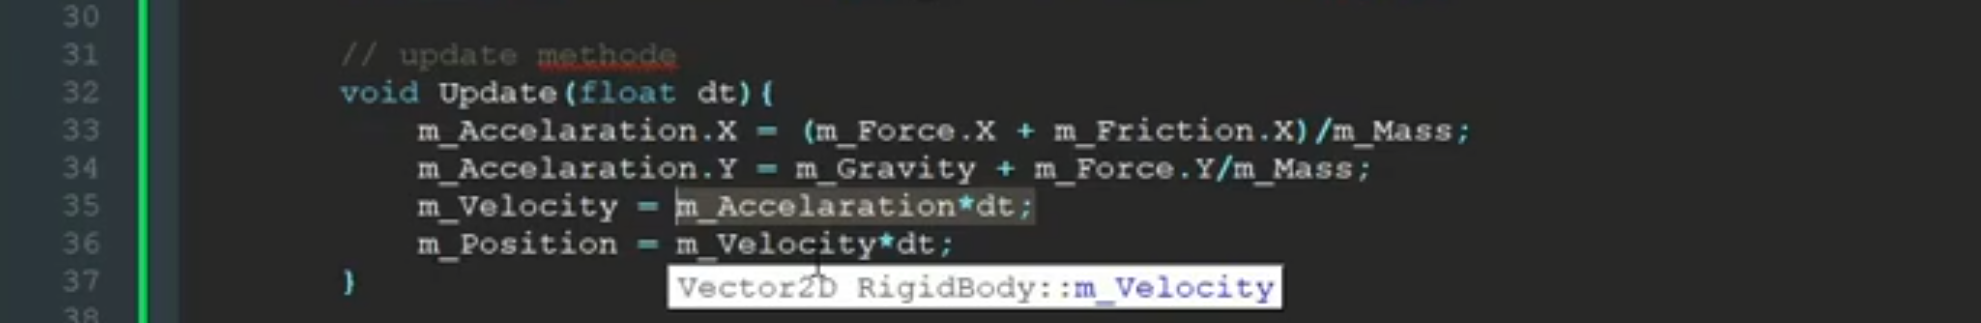 30
31 // update methode
32 void Update(float dt){
33 m_Accelaration.X = (m_Force.X + m_Friction.X)/m_Mass;
34 m_Accelaration.Y = m_Gravity + m_Force.Y/m_Mass;
35 m_Velocity = m_Accelaration*dt;
36 m_Position = m_Velocity*dt;
37 }
Vector2D RigidBody::m_Velocity
38